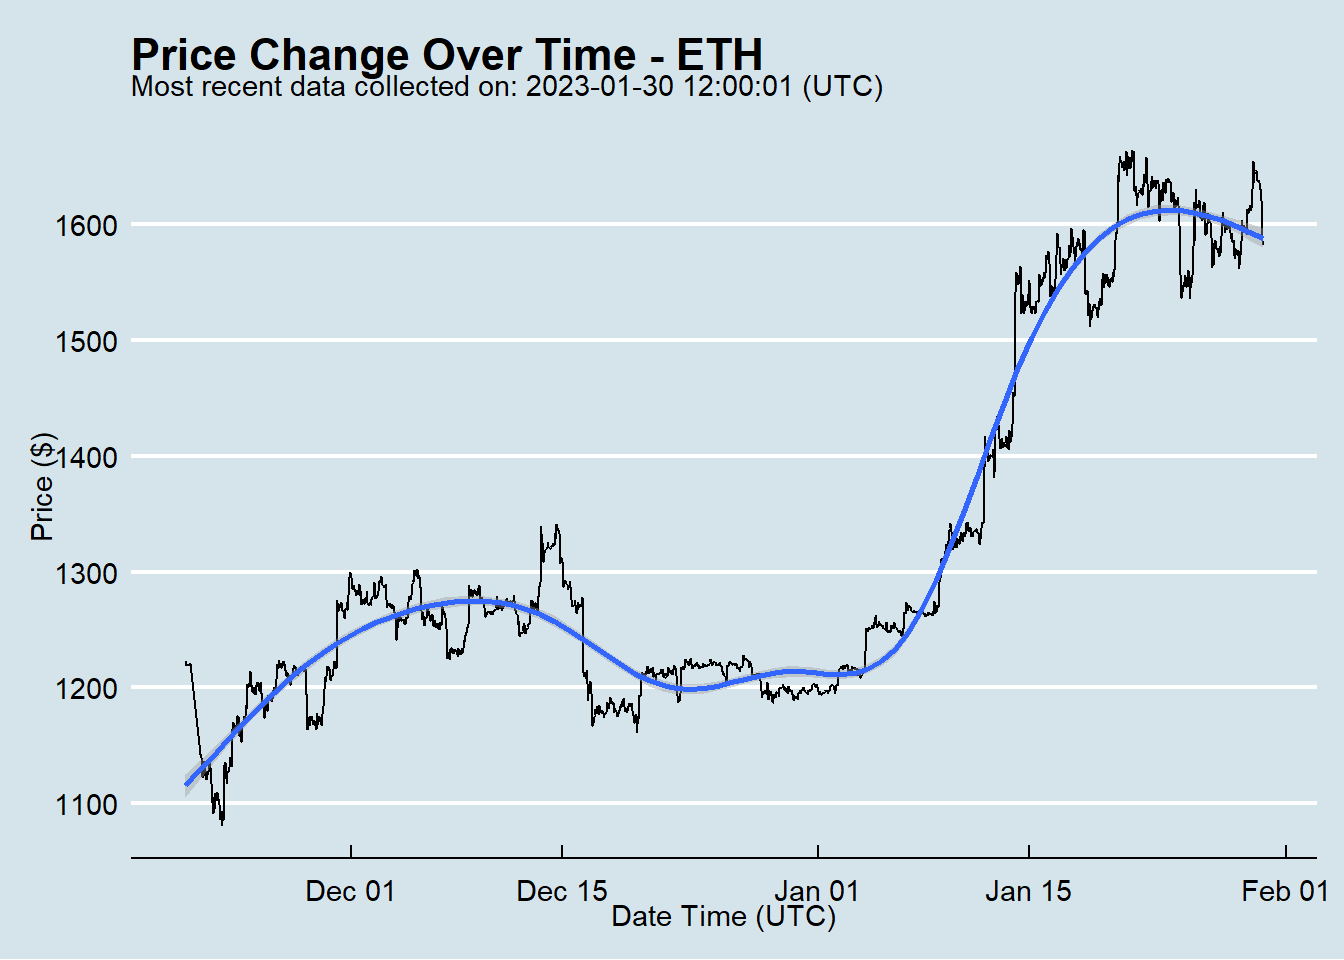 Price Change Over Time - ETH
Most recent data collected on: 2023-01-30 12:00:01 (UTC)
1600
1500
1400
1300
1200
1100
Price ($)
Dec 01
Dec 15
Jan 01
Jan 15
Feb 01
Date Time (UTC)